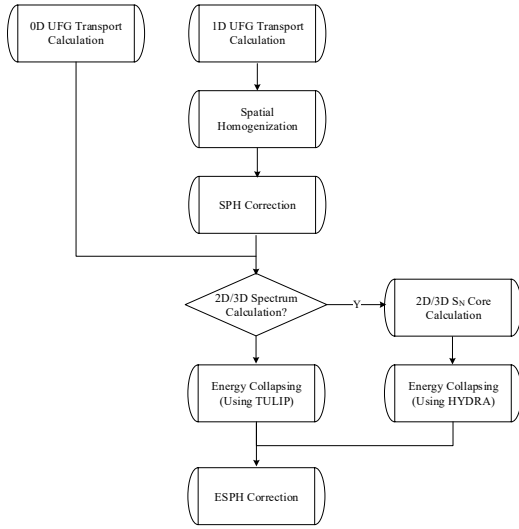 0D UFG Transport
Calculation
1D UFG Transport
Calculation
Spatial
Homogenization
SPH Correction
2D/3D Spectrum
Calculation?
Y
2D/3D SN Core
Calculation
Energy Collapsing
(Using TULIP)
Energy Collapsing
(Using HYDRA)
ESPH Correction